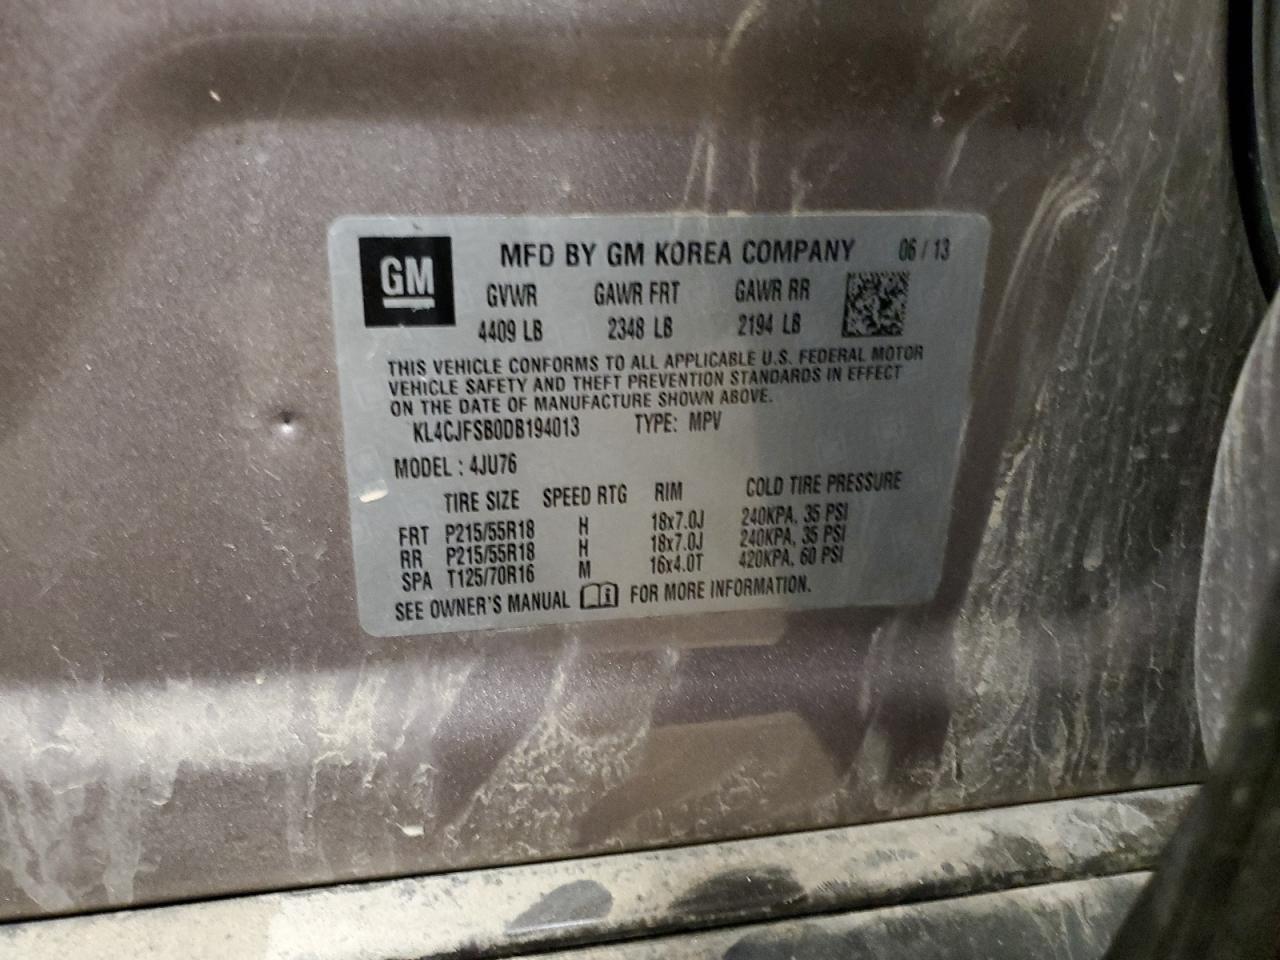 GM
MFD BY GM KOREA COMPANY 06 / 13
GVWR GAWR FRT GAWR RR
4409 LB 2348 LB 2194 LB
THIS VEHICLE CONFORMS TO ALL APPLICABLE U.S. FEDERAL MOTOR
VEHICLE SAFETY AND THEFT PREVENTION STANDARDS IN EFFECT
ON THE DATE OF MANUFACTURE SHOWN ABOVE.
KL4CJFSB0DB194013 TYPE: MPV
MODEL : 4JU76
TIRE SIZE SPEED RTG RIM COLD TIRE PRESSURE
FRT P215/55R18 H 18x7.0J 240KPA, 35 PSI
RR P215/55R18 H 18x7.0J 240KPA, 35 PSI
SPA T125/70R16 M 16x4.0T 420KPA, 60 PSI
SEE OWNER'S MANUAL i FOR MORE INFORMATION.